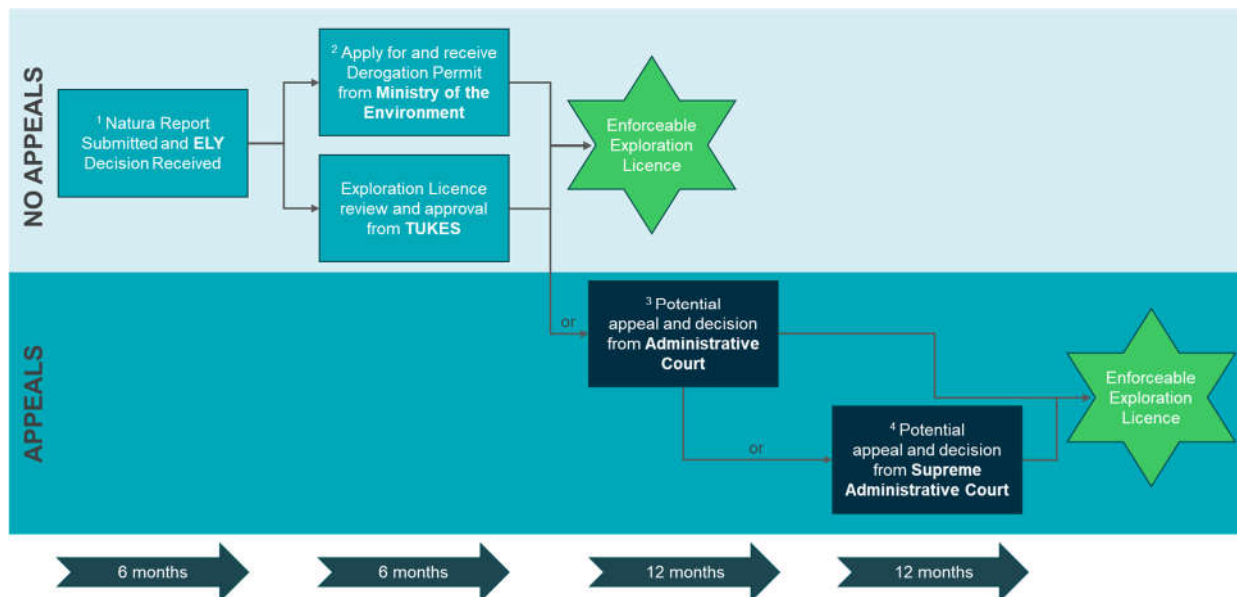 NO APPEALS
¹ Natura Report
Submitted and ELY
Decision Received
² Apply for and receive
Derogation Permit
from Ministry of the
Environment
Exploration Licence
review and approval
from TUKES
Enforceable
Exploration
Licence
APPEALS
or
³ Potential
appeal and decision
from Administrative
Court
or
⁴ Potential
appeal and decision
from Supreme
Administrative Court
Enforceable
Exploration
Licence
6 months
6 months
12 months
12 months